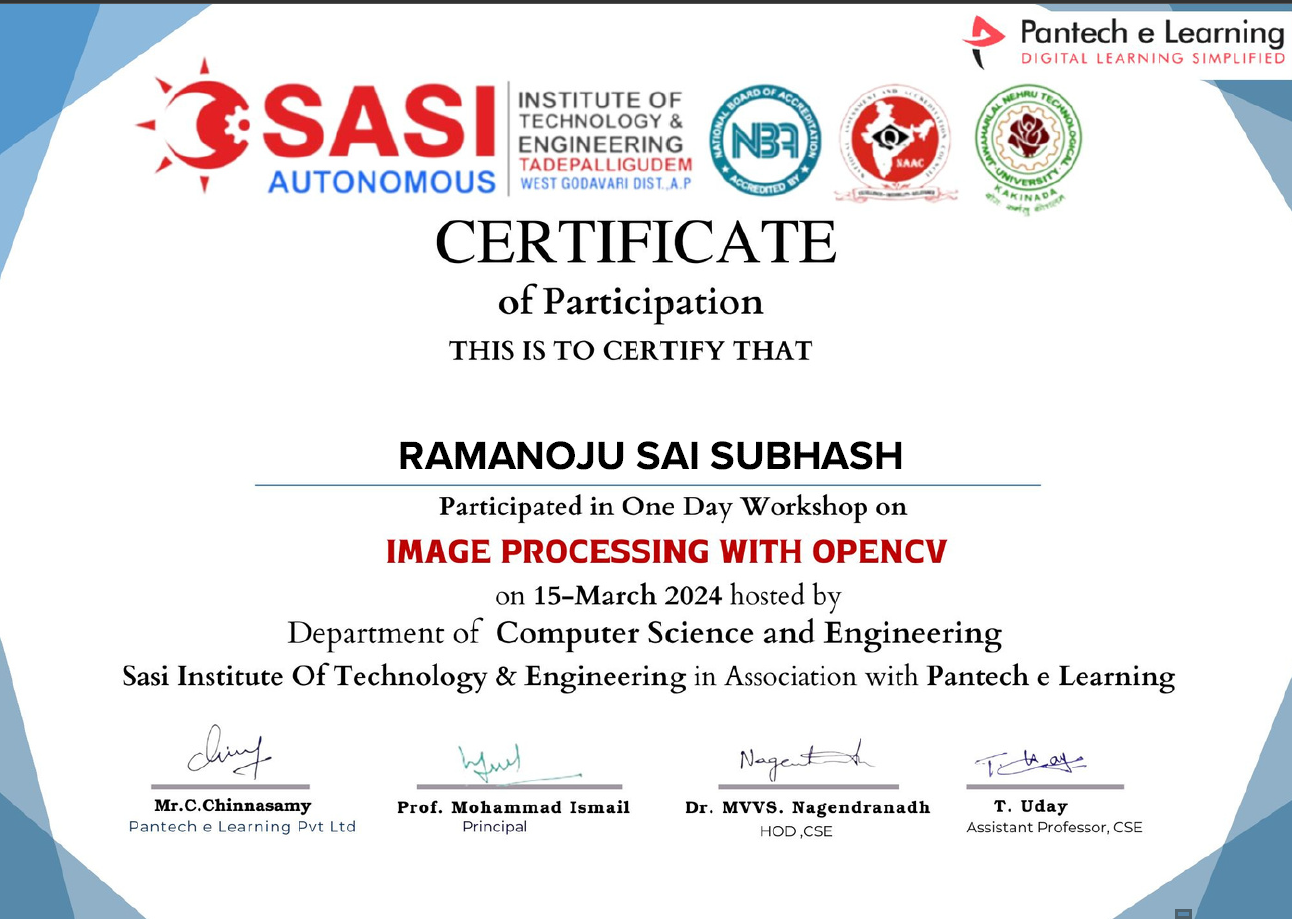 Pantech e Learning
DIGITAL LEARNING SIMPLIFIED
SASI
AUTONOMOUS
INSTITUTE OF
TECHNOLOGY &
ENGINEERING
TADEPALLIGUDEM
WEST GODAVARI DIST.,A.P
NATIONAL BOARD OF ACCREDITATION
NBA
ACCREDITED BY
NAAC
JAWAHARLAL NEHRU TECHNOLOGICAL
UNIVERSITY
KAKINADA
CERTIFICATE
of Participation
THIS IS TO CERTIFY THAT
RAMANOJU SAI SUBHASH
Participated in One Day Workshop on
IMAGE PROCESSING WITH OPENCV
on 15-March 2024 hosted by
Department of Computer Science and Engineering
Sasi Institute Of Technology & Engineering in Association with Pantech e Learning
Mr.C.Chinnasamy
Pantech e Learning Pvt Ltd
Prof. Mohammad Ismail
Principal
Dr. MVVS. Nagendranadh
HOD ,CSE
T. Uday
Assistant Professor, CSE